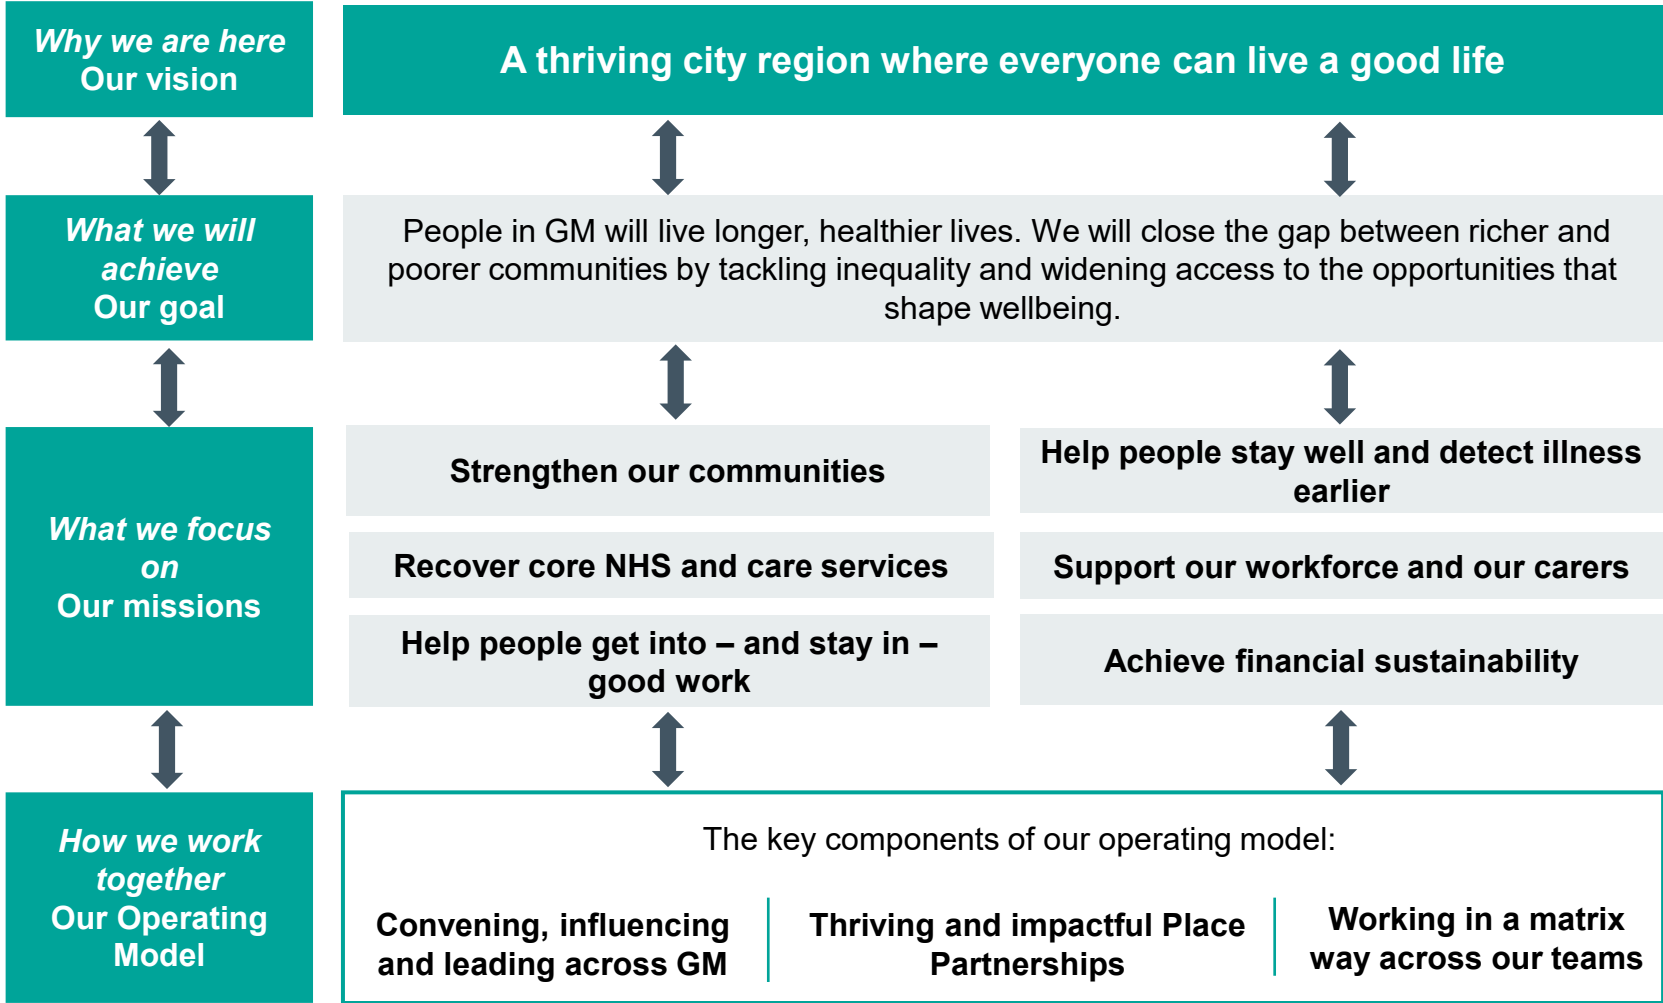 Why we are here
Our vision
A thriving city region where everyone can live a good life
What we will
achieve
Our goal
People in GM will live longer, healthier lives. We will close the gap between richer and
poorer communities by tackling inequality and widening access to the opportunities that
shape wellbeing.
What we focus
on
Our missions
Strengthen our communities
Help people stay well and detect illness
earlier
Recover core NHS and care services
Support our workforce and our carers
Help people get into – and stay in –
good work
Achieve financial sustainability
How we work
together
Our Operating
Model
The key components of our operating model:
Convening, influencing
and leading across GM
Thriving and impactful Place
Partnerships
Working in a matrix
way across our teams